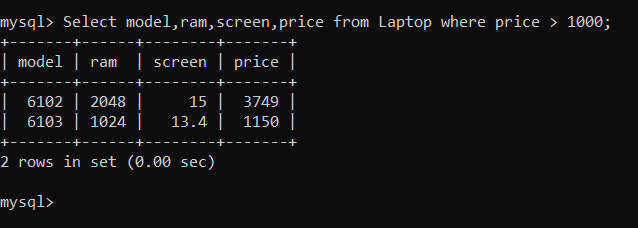 mysql> Select model,ram,screen,price from Laptop where price > 1000;
+-------+------+--------+-------+
| model | ram  | screen | price |
+-------+------+--------+-------+
|  6102 | 2048 |     15 |  3749 |
|  6103 | 1024 |   13.4 |  1150 |
+-------+------+--------+-------+
2 rows in set (0.00 sec)
mysql>